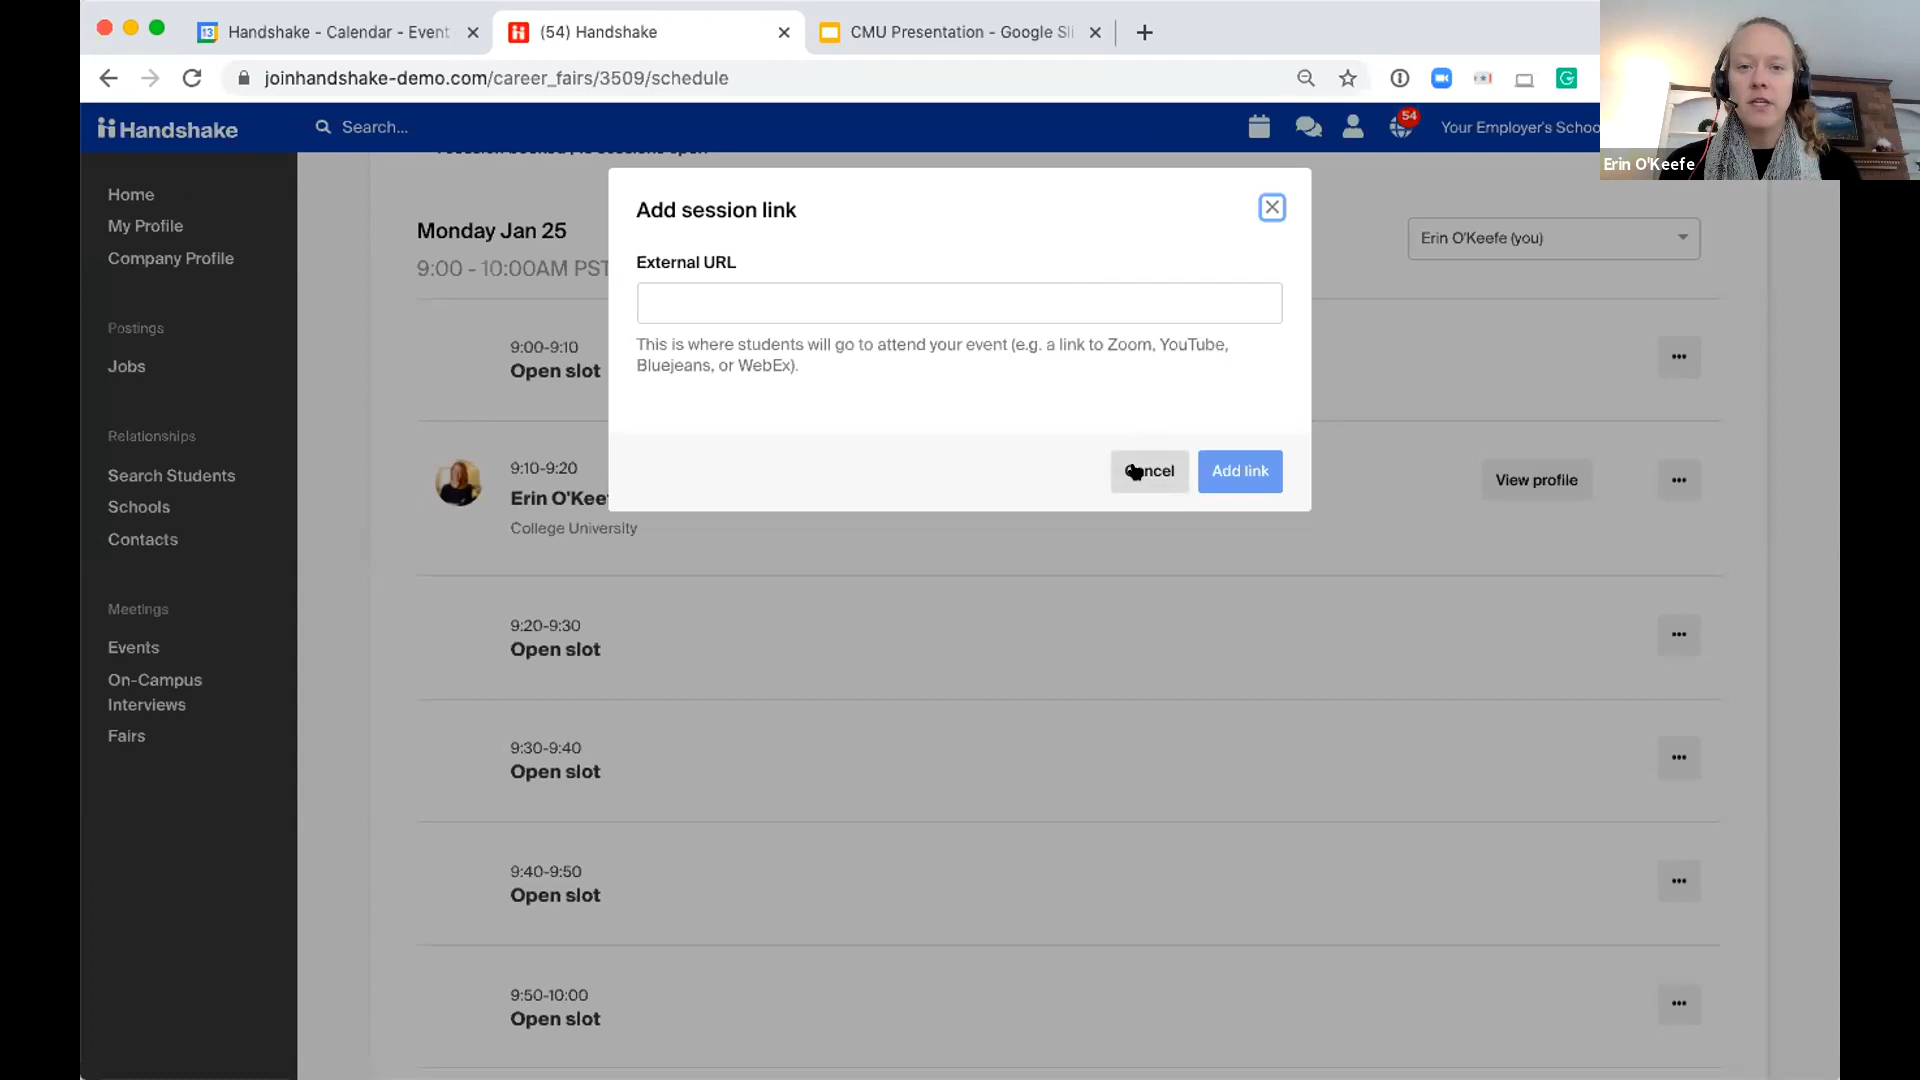 Handshake - Calendar - Event
(54) Handshake
CMU Presentation - Google Sli
joinhandshake-demo.com/career_fairs/3509/schedule
Handshake
Search...
54
Your Employer's Schoo
Erin O'Keefe
Home
My Profile
Company Profile
Postings
Jobs
Relationships
Search Students
Schools
Contacts
Meetings
Events
On-Campus
Interviews
Fairs
Monday Jan 25
9:00 - 10:00AM PST
Erin O'Keefe (you)
Add session link
External URL
This is where students will go to attend your event (e.g. a link to Zoom, YouTube,
Bluejeans, or WebEx).
Add link
9:00-9:10
Open slot
9:10-9:20
Erin O'Keef
College University
View profile
9:20-9:30
Open slot
9:30-9:40
Open slot
9:40-9:50
Open slot
9:50-10:00
Open slot